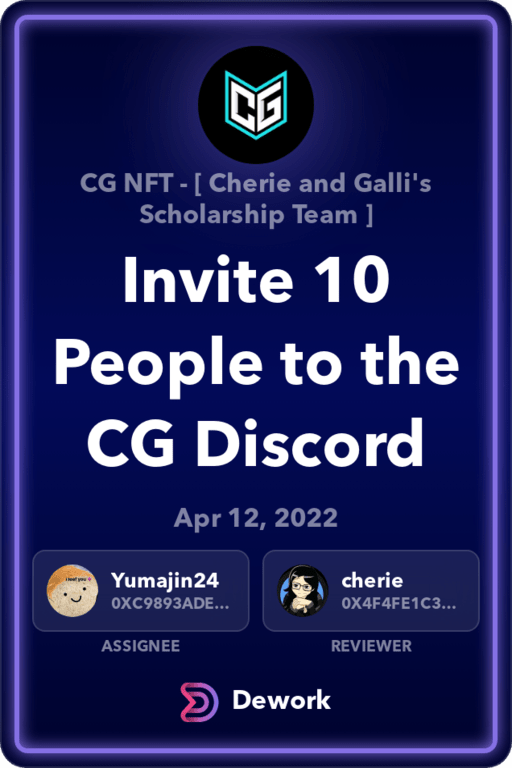 CG
CG NFT - [ Cherie and Galli's
Scholarship Team ]
Invite 10
People to the
CG Discord
Apr 12, 2022
Yumajin24
0XC9893ADE...
ASSIGNEE
cherie
0X4F4FE1C3...
REVIEWER
Dework